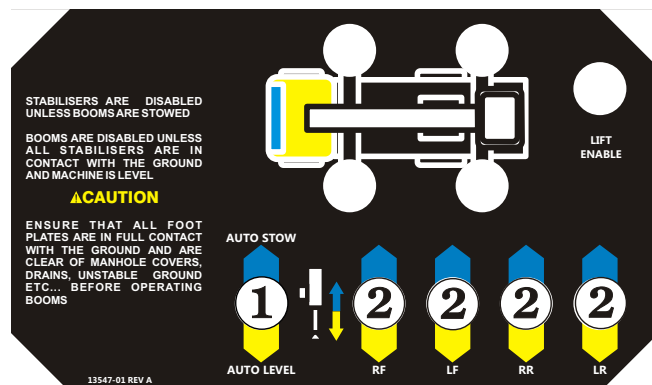 STABILISERS ARE DISABLED
UNLESS BOOMS ARE STOWED
BOOMS ARE DISABLED UNLESS
ALL STABILISERS ARE IN
CONTACT WITH THE GROUND
AND MACHINE IS LEVEL
⚠CAUTION
ENSURE THAT ALL FOOT
PLATES ARE IN FULL CONTACT
WITH THE GROUND AND ARE
CLEAR OF MANHOLE COVERS,
DRAINS, UNSTABLE GROUND
ETC... BEFORE OPERATING
BOOMS
13547-01 REV A
LIFT
ENABLE
AUTO STOW
1 2 2 2 2
AUTO LEVEL RF LF RR LR